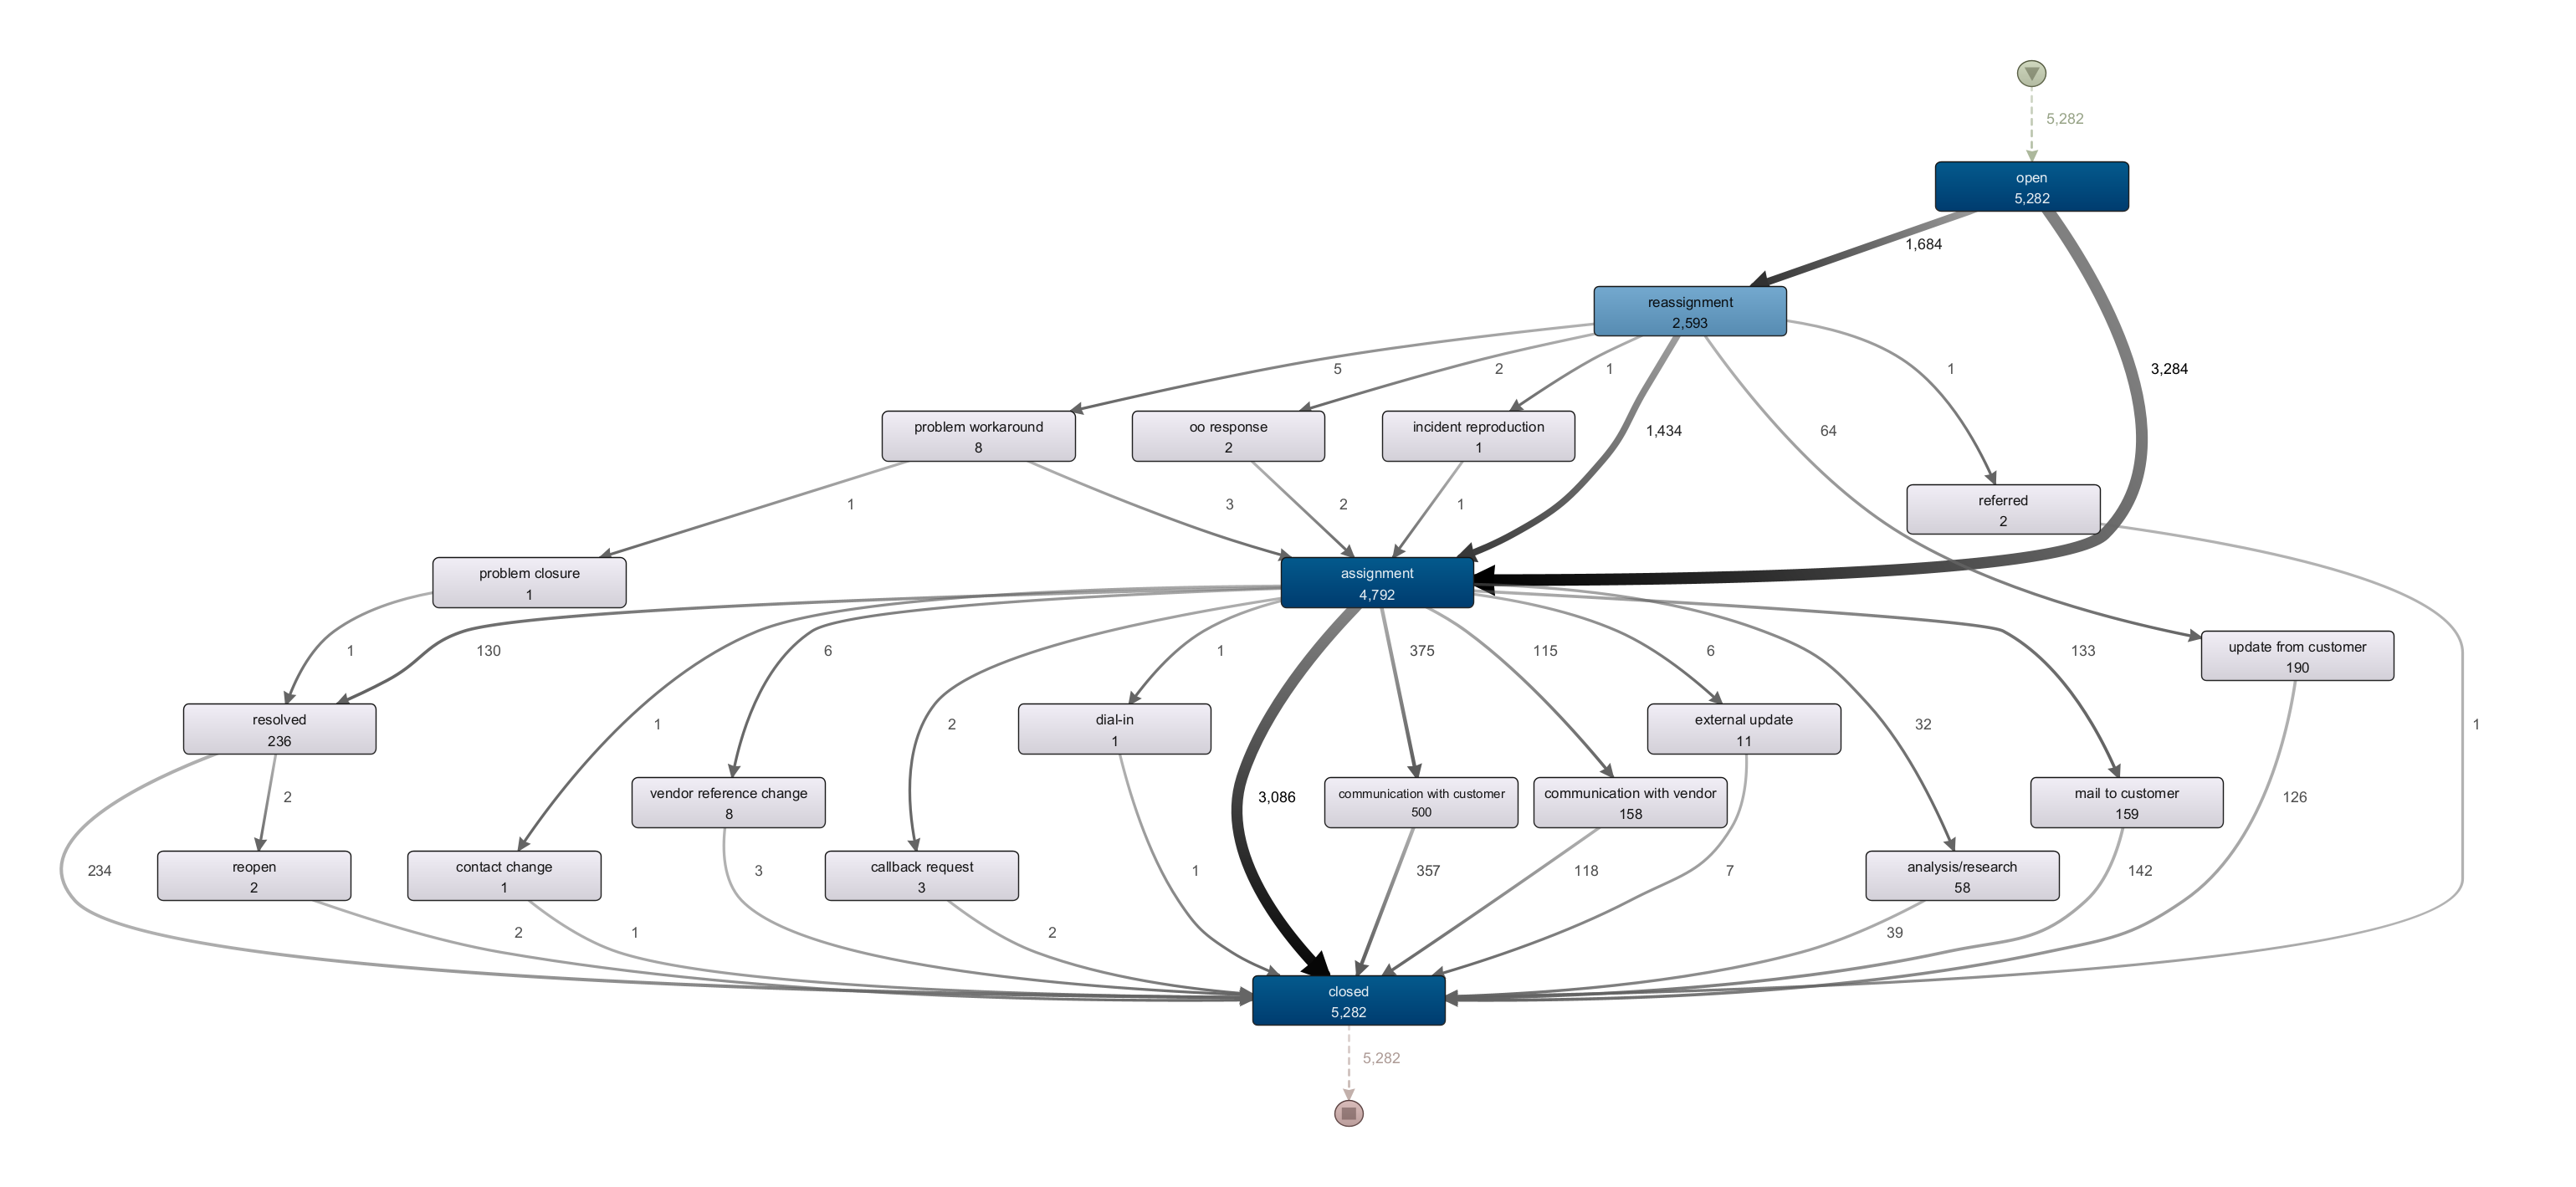 5,282
open
5,282
1,684
reassignment
2,593
5
2
1
1
3,284
problem workaround
8
oo response
2
incident reproduction
1
1,434
64
referred
2
1
3
2
1
problem closure
1
assignment
4,792
1
130
6
1
375
115
6
133
update from customer
190
resolved
236
1
2
dial-in
1
external update
11
32
1
2
vendor reference change
8
3,086
communication with customer
500
communication with vendor
158
mail to customer
159
126
234
reopen
2
contact change
1
3
callback request
3
1
357
118
7
analysis/research
58
142
2
1
2
39
closed
5,282
5,282